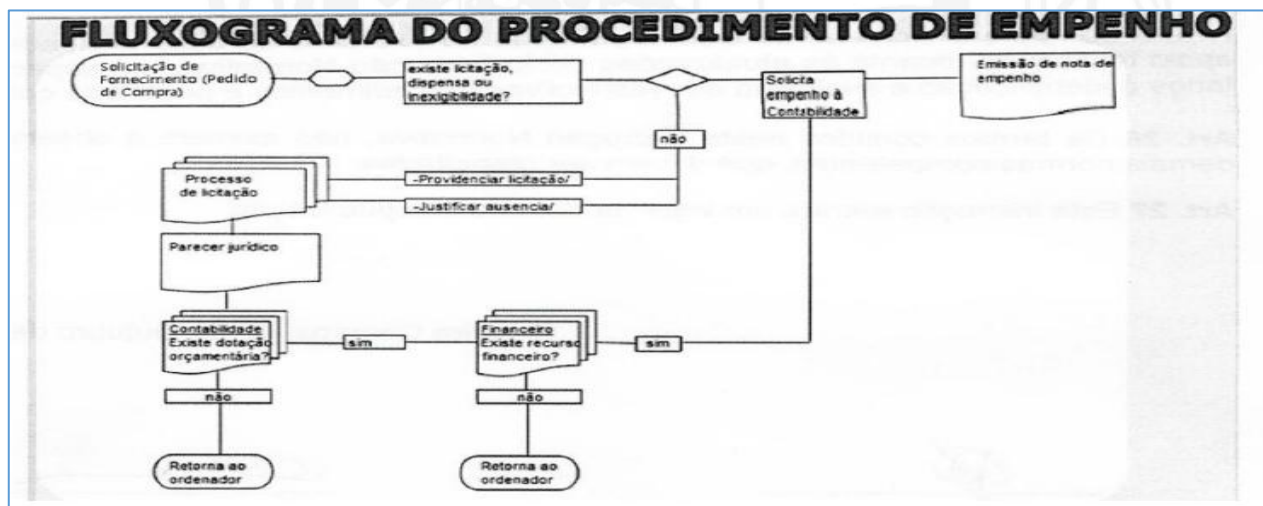 FLUXOGRAMA DO PROCEDIMENTO DE EMPENHO
Solicitação de
Fornecimento (Pedido
de Compra)
existe licitação,
dispensa ou
inexigibilidade?
Solicita
empenho à
Contabilidade
Emissão de nota de
empenho
não
Processo
de licitação
-Providenciar licitação/
-Justificar ausencia/
Parecer jurídico
Contabilidade
Existe dotação
orçamentária?
sim
Financeiro
Existe recurso
financeiro?
sim
não
não
Retorna ao
ordenador
Retorna ao
ordenador